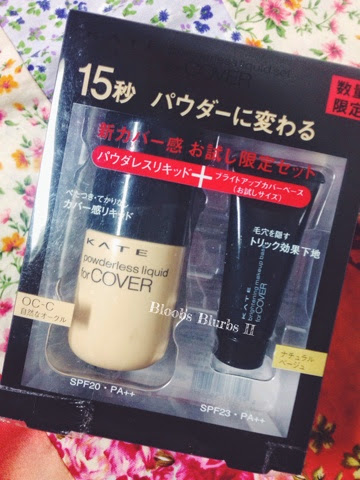 COVER
数量
限定
15秒 パウダーに変わる
新カバー感 お試し限定セット
パウダレスリキッド+ブライトアップカバーベース
(お試しサイズ)
べたつき・てかりなし
カバー感リキッド
KATE
powderless liquid
for COVER
OC-C
自然なオークル
SPF20・PA++
毛穴を隠す
トリック効果下地
KATE
brightening makeup base
for COVER
ナチュラル
ベージュ
SPF23・PA++
Bloobs Blurbs II